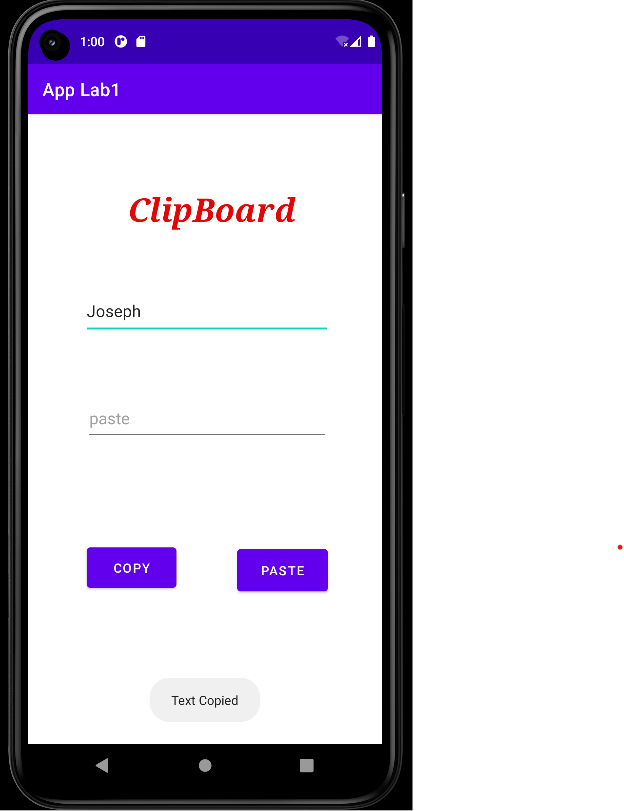 1:00
App Lab1
ClipBoard
Joseph
paste
COPY
PASTE
Text Copied